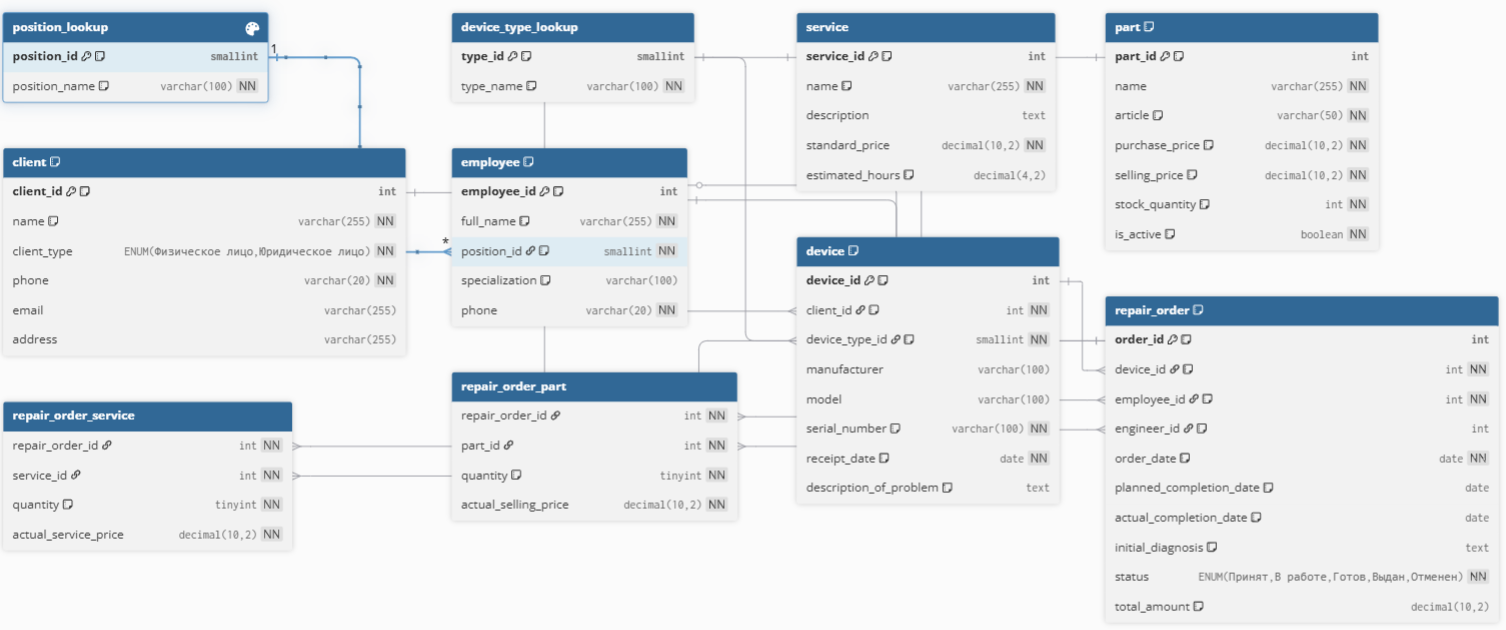 position_lookup
position_id smallint
position_name varchar(100) NN
1
client
client_id int
name varchar(255) NN
client_type ENUM(Физическое лицо,Юридическое лицо) NN
phone varchar(20) NN
email varchar(255)
address varchar(255)
*
repair_order_service
repair_order_id int NN
service_id int NN
quantity tinyint NN
actual_service_price decimal(10,2) NN
device_type_lookup
type_id smallint
type_name varchar(100) NN
employee
employee_id int
full_name varchar(255) NN
position_id smallint NN
specialization varchar(100)
phone varchar(20) NN
repair_order_part
repair_order_id int NN
part_id int NN
quantity tinyint NN
actual_selling_price decimal(10,2) NN
service
service_id int
name varchar(255) NN
description text
standard_price decimal(10,2) NN
estimated_hours decimal(4,2)
device
device_id int
client_id int NN
device_type_id smallint NN
manufacturer varchar(100)
model varchar(100)
serial_number varchar(100) NN
receipt_date date NN
description_of_problem text
part
part_id int
name varchar(255) NN
article varchar(50) NN
purchase_price decimal(10,2) NN
selling_price decimal(10,2) NN
stock_quantity int NN
is_active boolean NN
repair_order
order_id int
device_id int NN
employee_id int NN
engineer_id int
order_date date NN
planned_completion_date date
actual_completion_date date
initial_diagnosis text
status ENUM(Принят,В работе,Готов,Выдан,Отменен) NN
total_amount decimal(10,2)